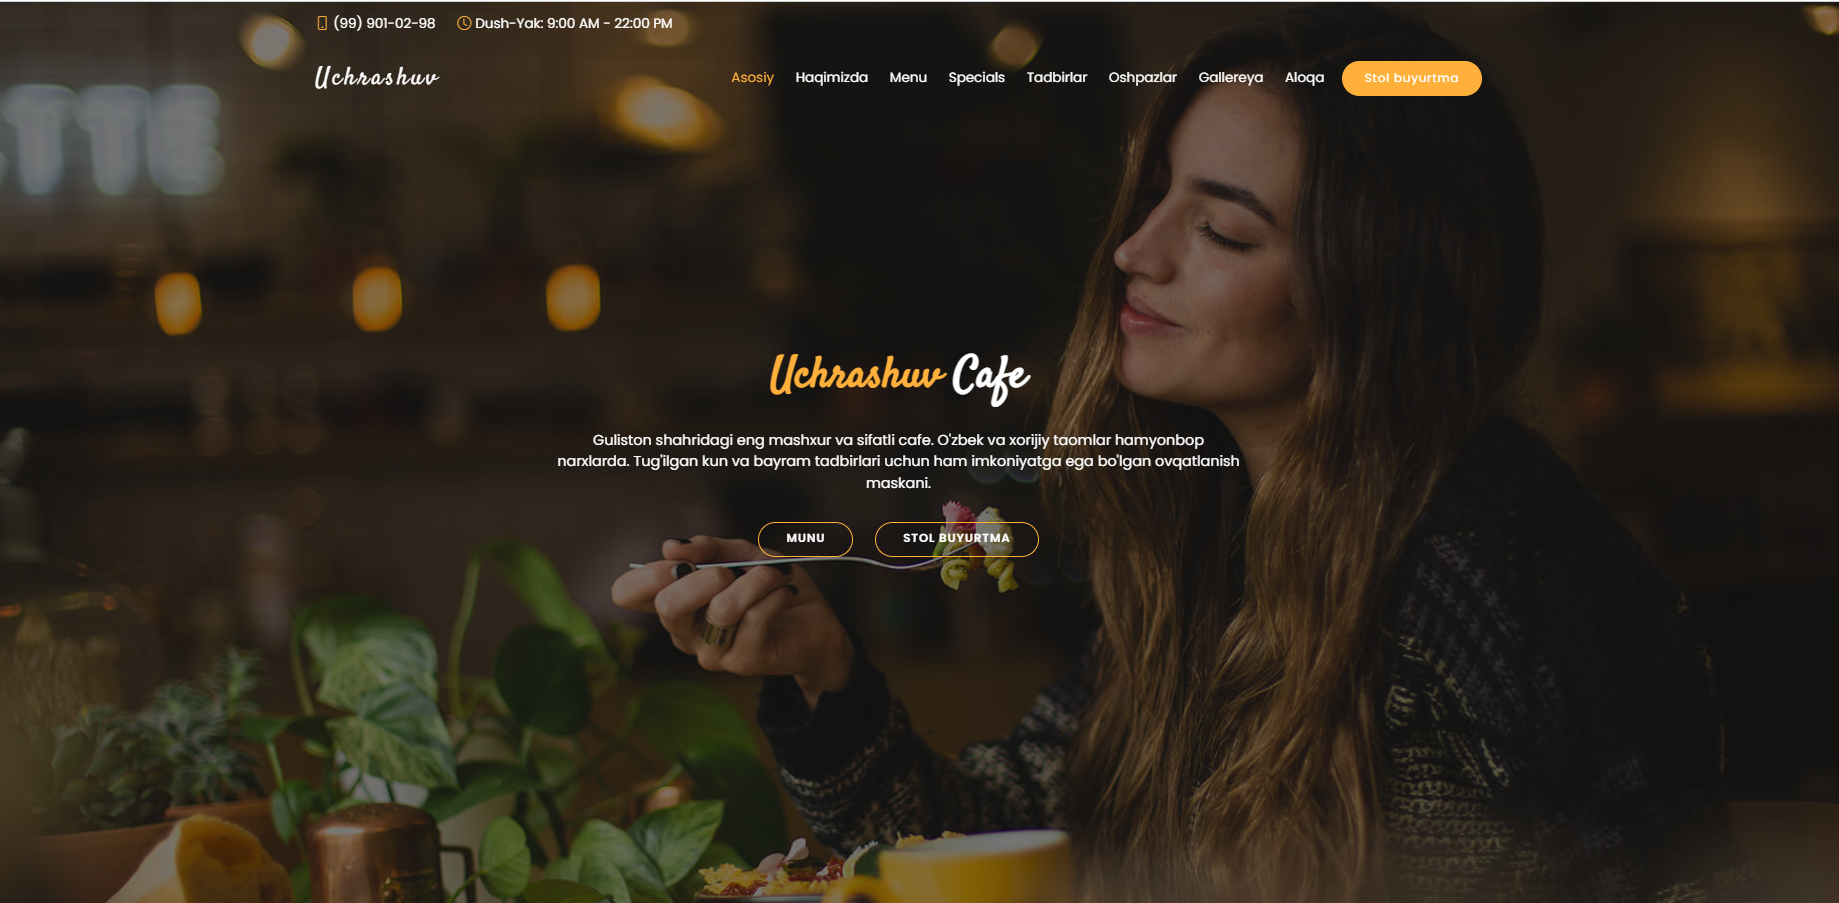 (99) 901-02-98 Dush-Yak: 9:00 AM - 22:00 PM
Uchrashuv Asosiy Haqimizda Menu Specials Tadbirlar Oshpazlar Gallereya Aloqa Stol buyurtma
Uchrashuv Cafe
Guliston shahridagi eng mashxur va sifatli cafe. O'zbek va xorijiy taomlar hamyonbop
narxlarda. Tug'ilgan kun va bayram tadbirlari uchun ham imkoniyatga ega bo'lgan ovqatlanish
maskani.
MUNU STOL BUYURTMA